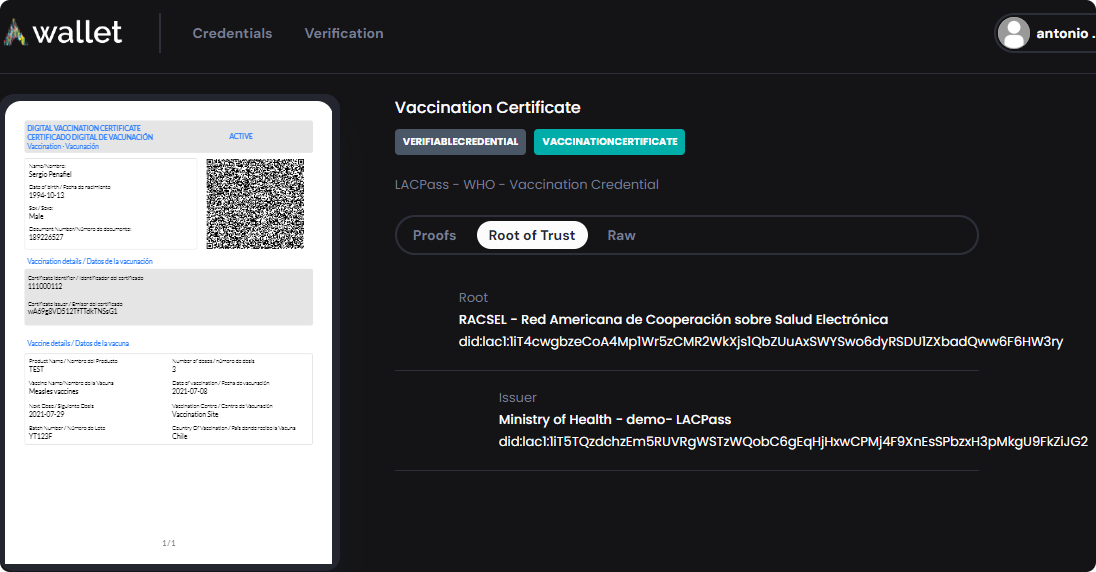 wallet
Credentials
Verification
antonio .
DIGITAL VACCINATION CERTIFICATE
CERTIFICADO DIGITAL DE VACUNACIÓN
Vaccination - Vacunación
ACTIVE
Name/Nombre:
Sergio Penafiel
Date of birth / Fecha de nacimiento
1994-10-13
Sex / Sexo:
Male
Document Number/Número de documento:
189226527
Vaccination details / Datos de la vacunación
Certificate Identifier / Identificador del certificado
111000112
Certificate Issuer / Emisor del certificado
wA69g8VD512TfTTdkTNSsG1
Vaccine details / Datos de la vacuna
Product Name / Nombre del Producto
TEST
Number of doses / número de dosis
3
Vaccine Name/Nombre de la Vacuna
Measles vaccines
Date of vaccination / Fecha de vacunación
2021-07-08
Next Dose / Siguiente Dosis
2021-07-29
Vaccination Centre / Centro de Vacunación
Vaccination Site
Batch Number / Número de Lote
YT123F
Country Of Vaccination / País donde recibe la Vacuna
Chile
1/1
Vaccination Certificate
VERIFIABLECREDENTIAL
VACCINATIONCERTIFICATE
LACPass - WHO - Vaccination Credential
Proofs
Root of Trust
Raw
Root
RACSEL - Red Americana de Cooperación sobre Salud Electrónica
did:lac1:1iT4cwgbzeCoA4Mp1Wr5zCMR2WkXjs1QbZUuAxSWYSwo6dyRSDU1ZXbadQww6F6HW3ry
Issuer
Ministry of Health - demo- LACPass
did:lac1:1iT5TQzdchzEm5RUVRgWSTzWQobC6gEqHjHxwCPMj4F9XnEsSPbzxH3pMkgU9FkZiJG2